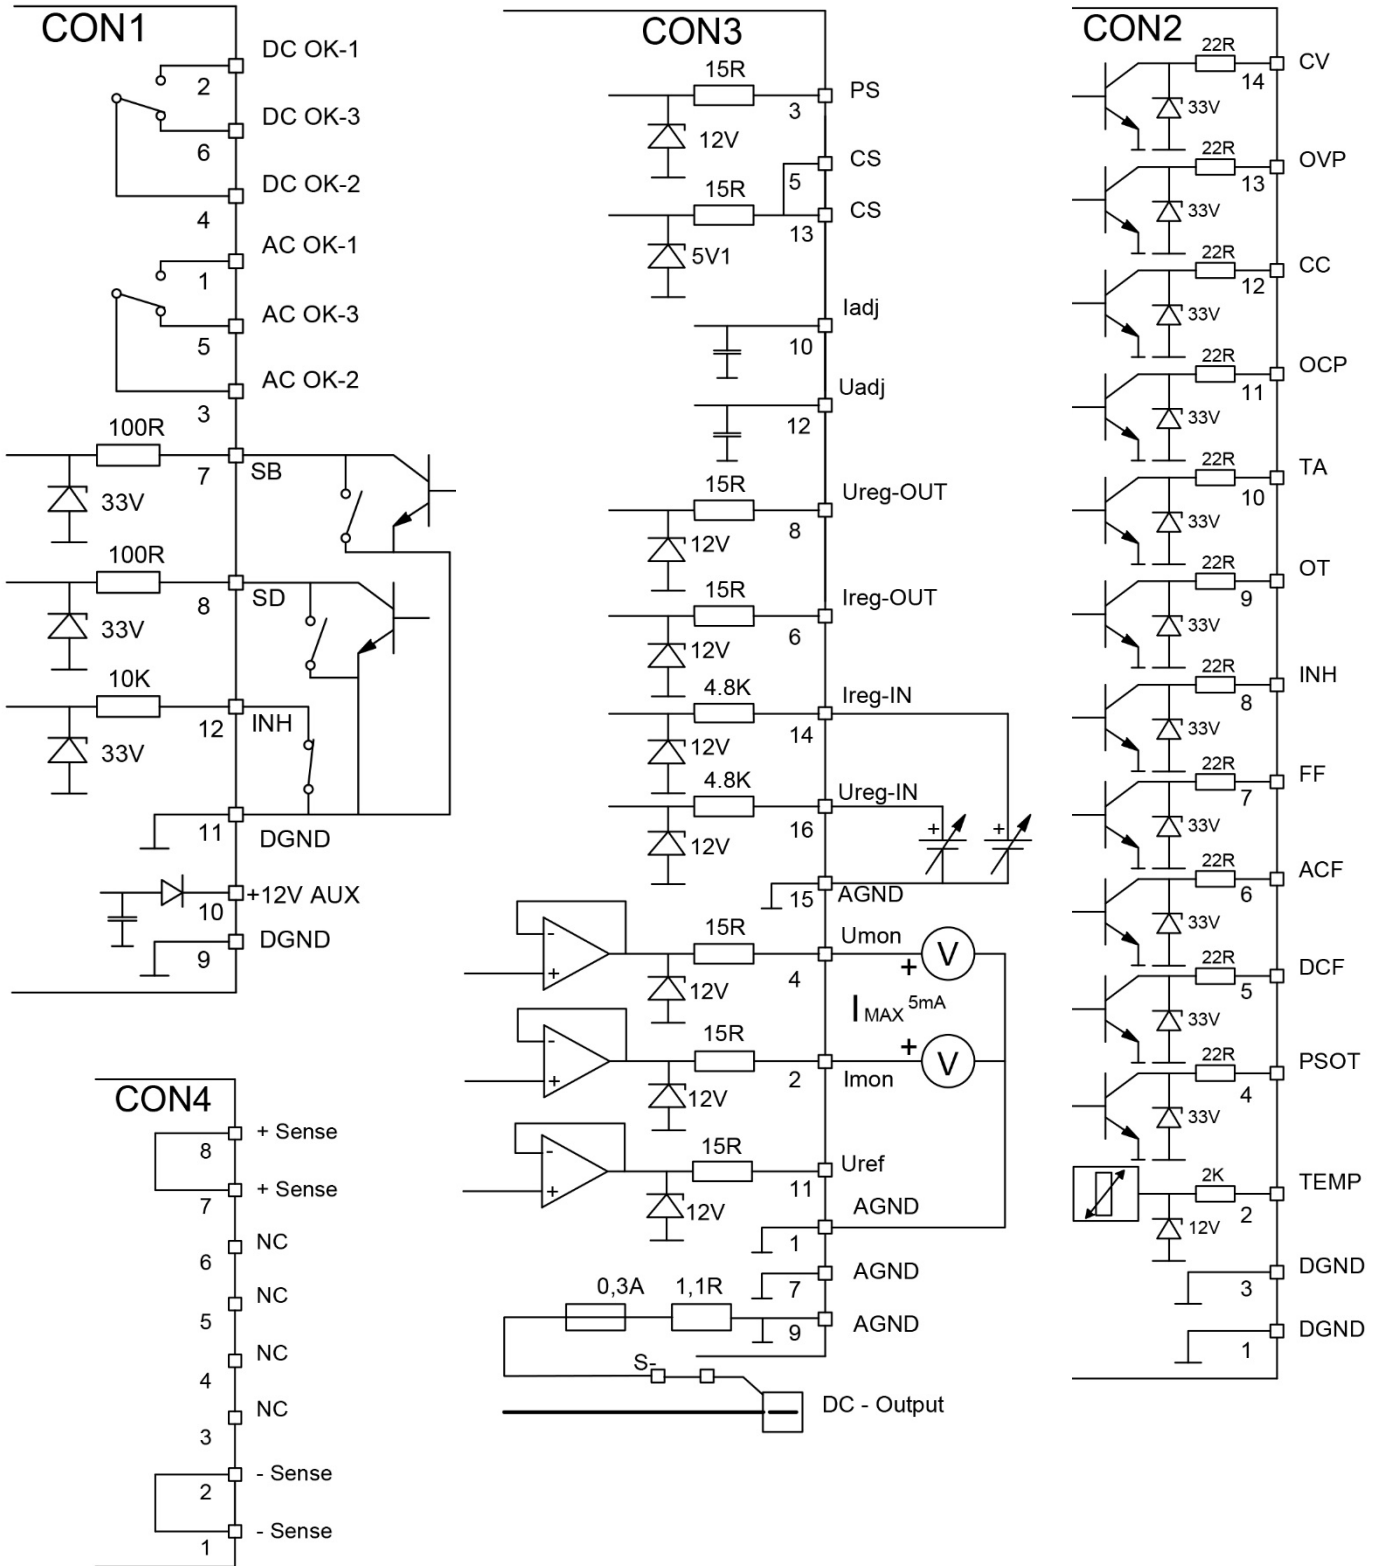 CON1
DC OK-1
2
DC OK-3
6
DC OK-2
4
AC OK-1
1
AC OK-3
5
AC OK-2
3
100R
7
SB
33V
100R
8
SD
33V
10K
12
INH
33V
11
DGND
10
+12V AUX
DGND
9
CON4
+ Sense
8
+ Sense
7
NC
6
NC
5
NC
4
NC
3
- Sense
2
- Sense
1
CON3
15R
PS
3
12V
CS
5
15R
CS
13
5V1
Iadj
10
Uadj
12
15R
Ureg-OUT
8
12V
15R
Ireg-OUT
6
12V
4.8K
Ireg-IN
14
12V
4.8K
Ureg-IN
16
12V
+
+
15
AGND
-
+
15R
Umon
4
12V
+
V
IMAX 5mA
-
+
15R
2
Imon
12V
+
V
-
+
15R
Uref
11
12V
AGND
1
AGND
7
0,3A
1,1R
9
AGND
S-
DC - Output
CON2
22R
CV
14
33V
22R
OVP
13
33V
22R
CC
12
33V
22R
OCP
11
33V
22R
TA
10
33V
22R
OT
9
33V
22R
INH
8
33V
22R
FF
7
33V
22R
ACF
6
33V
22R
DCF
5
33V
22R
PSOT
4
33V
2K
TEMP
2
12V
DGND
3
DGND
1